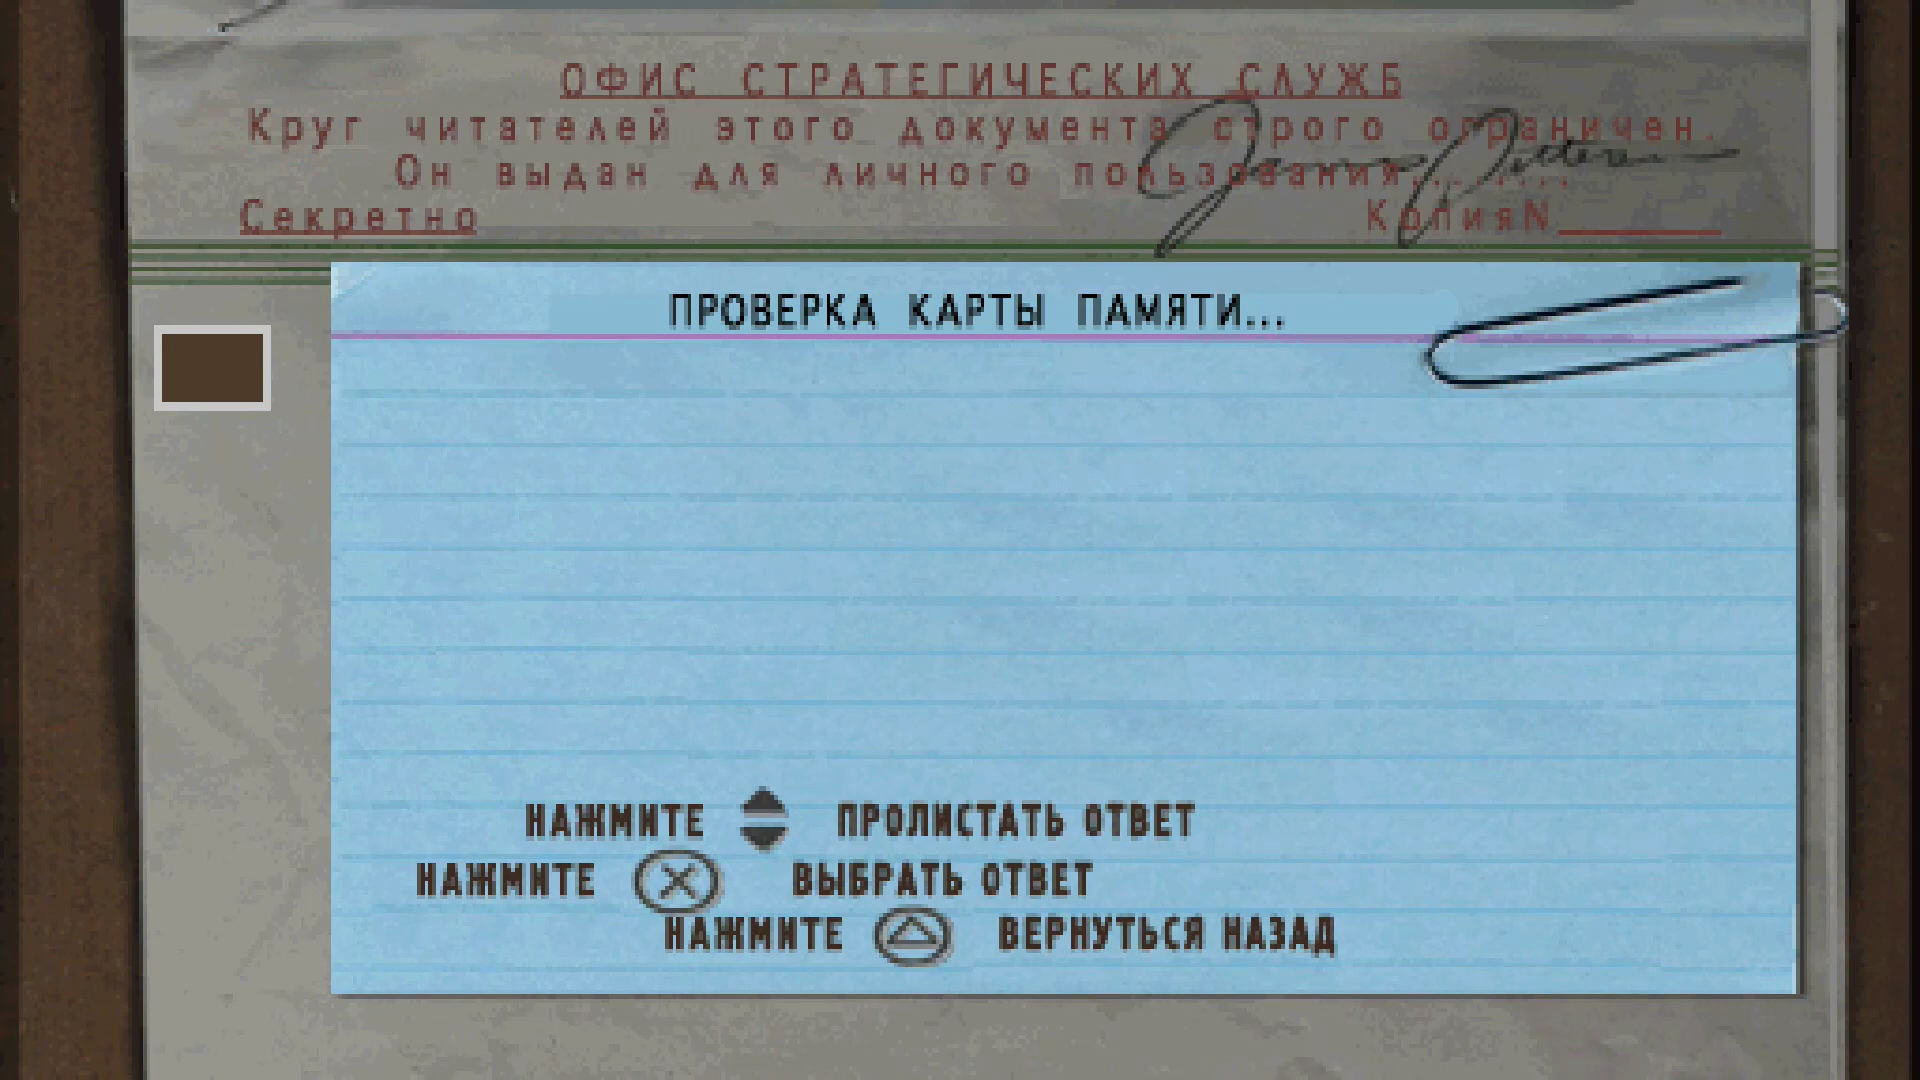 ОФИС СТРАТЕГИЧЕСКИХ СЛУЖБ
Круг читателей этого документа строго ограничен.
Он выдан для личного пользования........
Секретно КопияN
ПРОВЕРКА КАРТЫ ПАМЯТИ...
НАЖМИТЕ ПРОЛИСТАТЬ ОТВЕТ
НАЖМИТЕ ВЫБРАТЬ ОТВЕТ
НАЖМИТЕ ВЕРНУТЬСЯ НАЗАД